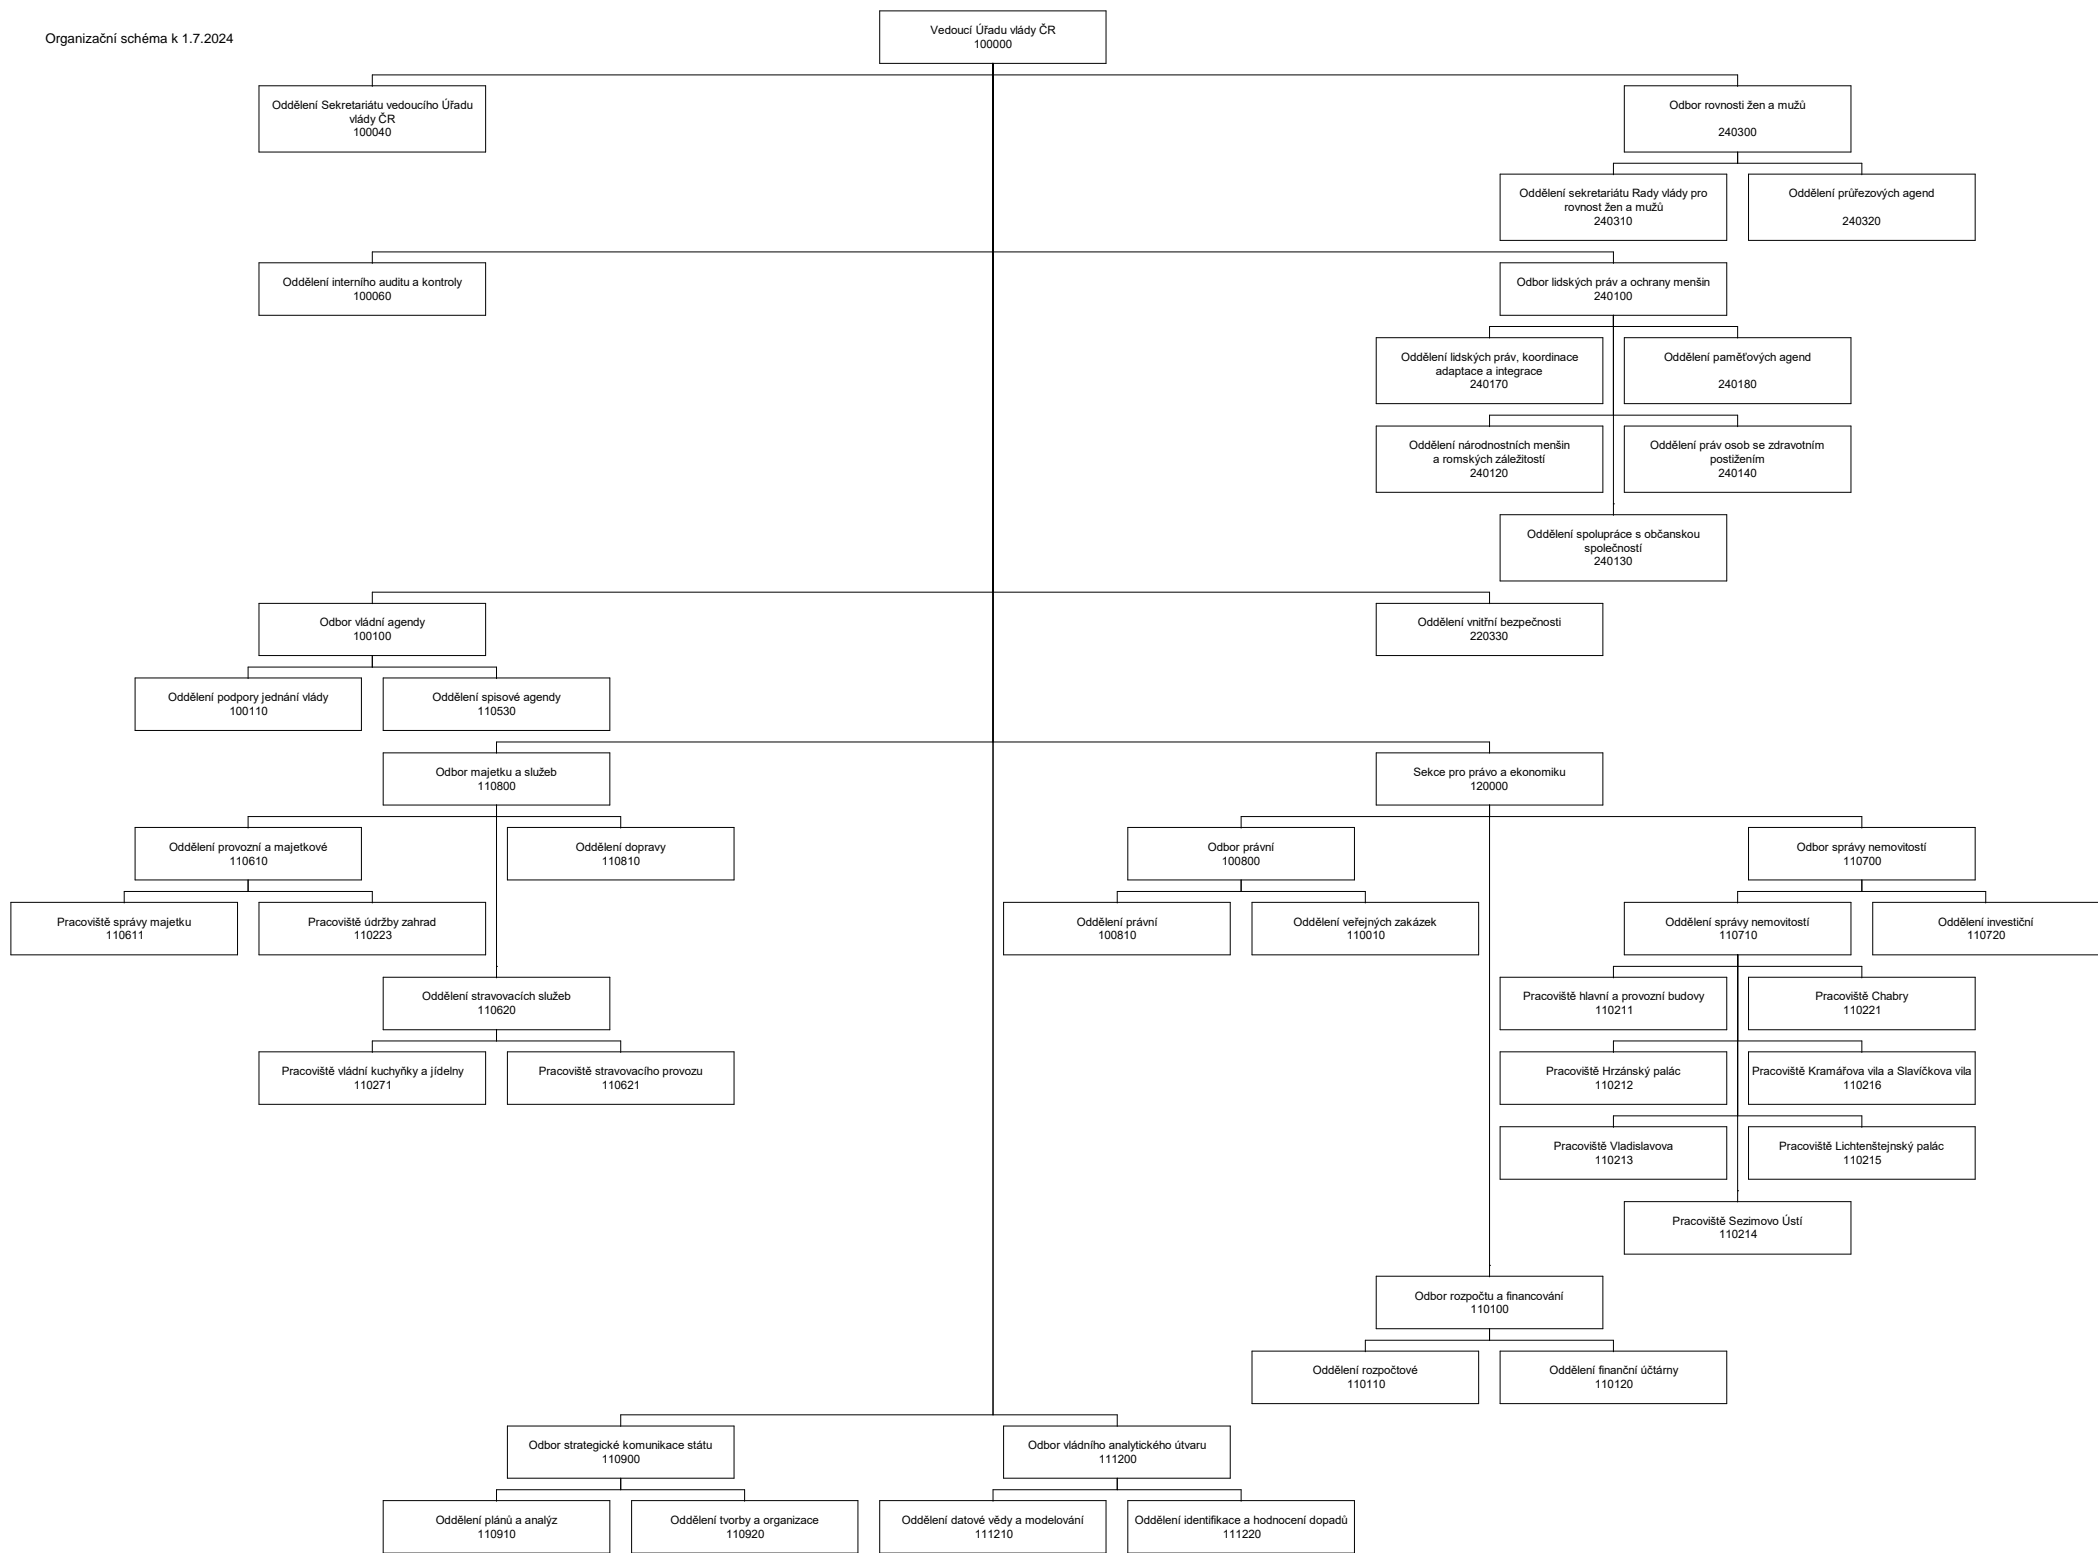 Organizační schéma k 1.7.2024
Vedoucí Úřadu vlády ČR
100000
Oddělení Sekretariátu vedoucího Úřadu
vlády ČR
100040
Odbor rovnosti žen a mužů
240300
Oddělení sekretariátu Rady vlády pro
rovnost žen a mužů
240310
Oddělení průřezových agend
240320
Oddělení interního auditu a kontroly
100060
Odbor lidských práv a ochrany menšin
240100
Oddělení lidských práv, koordinace
adaptace a integrace
240170
Oddělení paměťových agend
240180
Oddělení národnostních menšin
a romských záležitostí
240120
Oddělení práv osob se zdravotním
postižením
240140
Oddělení spolupráce s občanskou
společností
240130
Odbor vládní agendy
100100
Oddělení vnitřní bezpečnosti
220330
Oddělení podpory jednání vlády
100110
Oddělení spisové agendy
110530
Odbor majetku a služeb
110800
Sekce pro právo a ekonomiku
120000
Oddělení provozní a majetkové
110610
Oddělení dopravy
110810
Odbor právní
100800
Odbor správy nemovitostí
110700
Pracoviště správy majetku
110611
Pracoviště údržby zahrad
110223
Oddělení právní
100810
Oddělení veřejných zakázek
110010
Oddělení správy nemovitostí
110710
Oddělení investiční
110720
Oddělení stravovacích služeb
110620
Pracoviště hlavní a provozní budovy
110211
Pracoviště Chabry
110221
Pracoviště vládní kuchyňky a jídelny
110271
Pracoviště stravovacího provozu
110621
Pracoviště Hrzánský palác
110212
Pracoviště Kramářova vila a Slavíčkova vila
110216
Pracoviště Vladislavova
110213
Pracoviště Lichtenštejnský palác
110215
Pracoviště Sezimovo Ústí
110214
Odbor rozpočtu a financování
110100
Oddělení rozpočtové
110110
Oddělení finanční účtárny
110120
Odbor strategické komunikace státu
110900
Odbor vládního analytického útvaru
111200
Oddělení plánů a analýz
110910
Oddělení tvorby a organizace
110920
Oddělení datové vědy a modelování
111210
Oddělení identifikace a hodnocení dopadů
111220